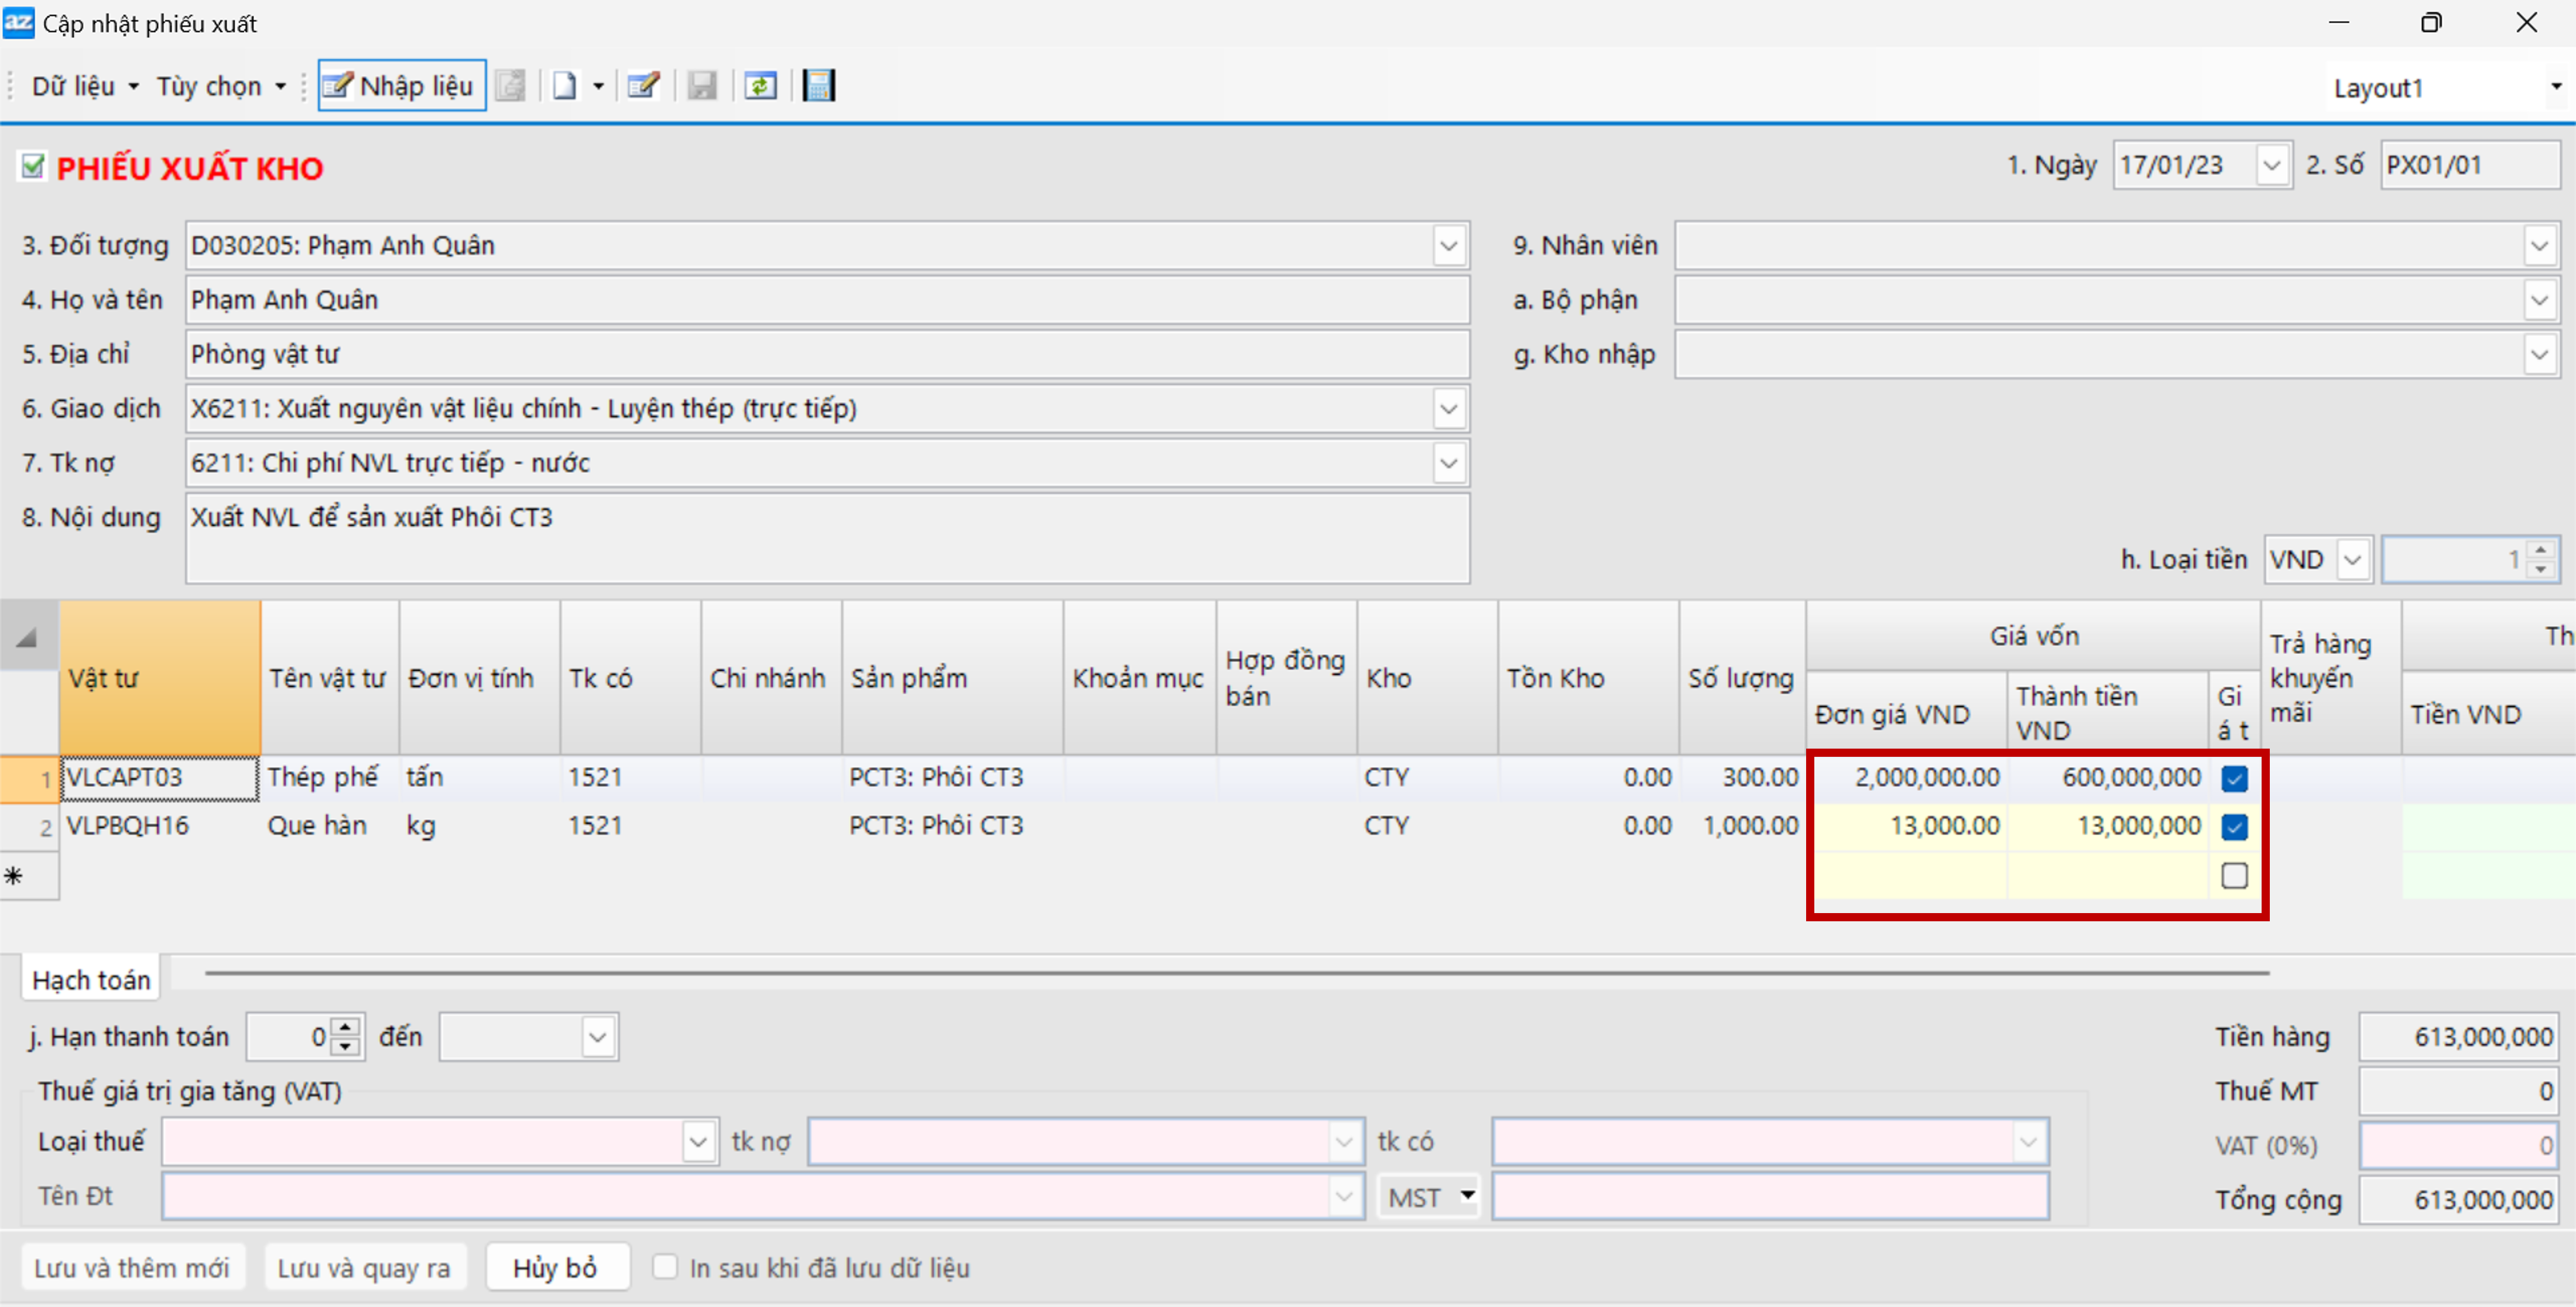 az Cập nhật phiếu xuất
Dữ liệu Tùy chọn Nhập liệu Layout1
PHIẾU XUẤT KHO 1. Ngày 17/01/23 2. Số PX01/01
3. Đối tượng D030205: Phạm Anh Quân 9. Nhân viên
4. Họ và tên Phạm Anh Quân a. Bộ phận
5. Địa chỉ Phòng vật tư g. Kho nhập
6. Giao dịch X6211: Xuất nguyên vật liệu chính - Luyện thép (trực tiếp)
7. Tk nợ 6211: Chi phí NVL trực tiếp - nước
8. Nội dung Xuất NVL để sản xuất Phôi CT3
h. Loại tiền VND 1
Vật tư Tên vật tư Đơn vị tính Tk có Chi nhánh Sản phẩm Khoản mục Hợp đồng bán Kho Tồn Kho Số lượng Giá vốn Trả hàng khuyến mãi Th
Đơn giá VND Thành tiền VND Gi á t Tiền VND
1 VLCAPT03 Thép phế tấn 1521 PCT3: Phôi CT3 CTY 0.00 300.00 2,000,000.00 600,000,000
2 VLPBQH16 Que hàn kg 1521 PCT3: Phôi CT3 CTY 0.00 1,000.00 13,000.00 13,000,000
Hạch toán
j. Hạn thanh toán 0 đến Tiền hàng 613,000,000
Thuế giá trị gia tăng (VAT) Thuế MT 0
Loại thuế tk nợ tk có VAT (0%) 0
Tên Đt MST Tổng cộng 613,000,000
Lưu và thêm mới Lưu và quay ra Hủy bỏ In sau khi đã lưu dữ liệu